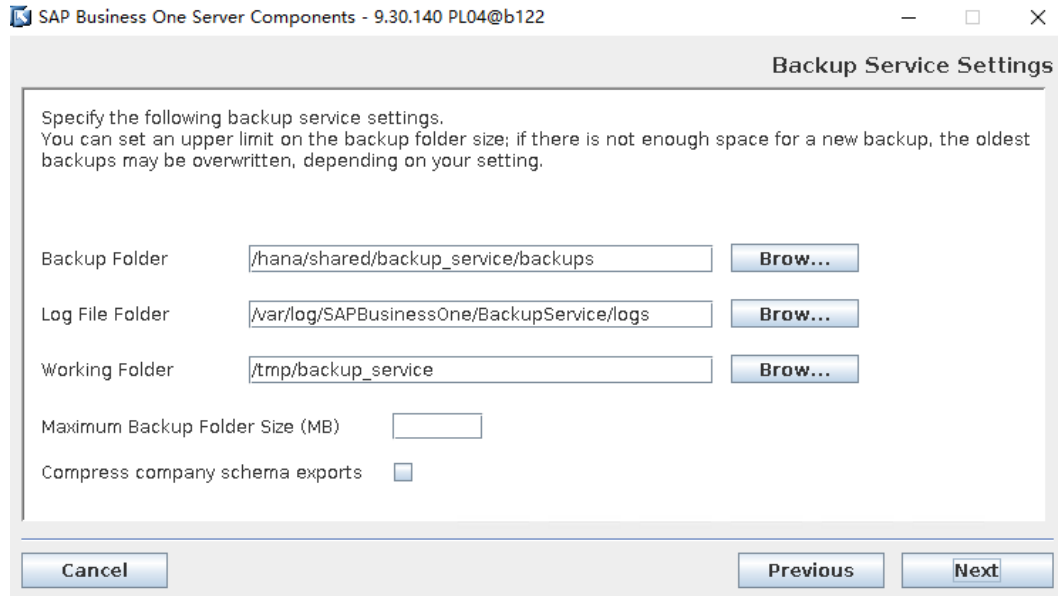 SAP Business One Server Components - 9.30.140 PL04@b122
Backup Service Settings
Specify the following backup service settings.
You can set an upper limit on the backup folder size; if there is not enough space for a new backup, the oldest
backups may be overwritten, depending on your setting.
Backup Folder /hana/shared/backup_service/backups Brow...
Log File Folder /var/log/SAPBusinessOne/BackupService/logs Brow...
Working Folder /tmp/backup_service Brow...
Maximum Backup Folder Size (MB)
Compress company schema exports
Cancel Previous Next